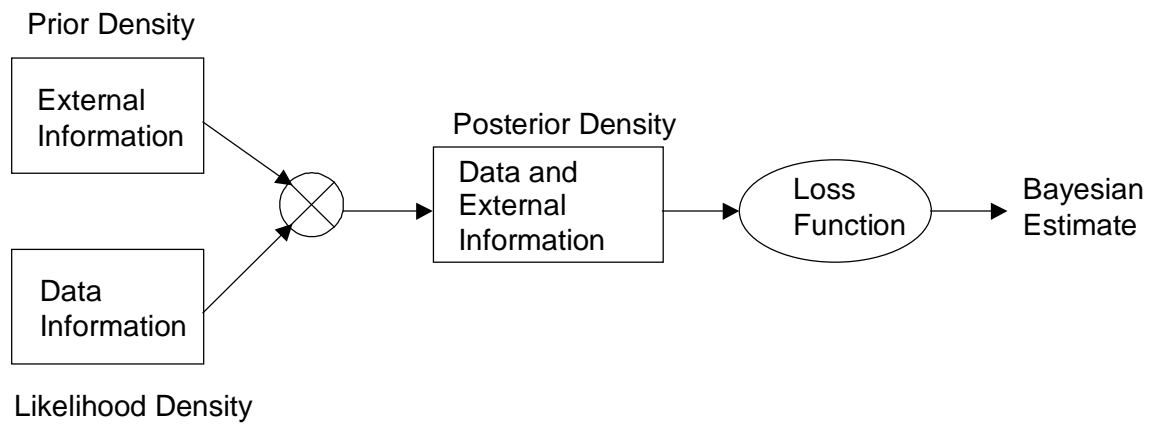 Prior Density
External
Information
Data
Information
Likelihood Density
Posterior Density
Data and
External
Information
Loss
Function
Bayesian
Estimate